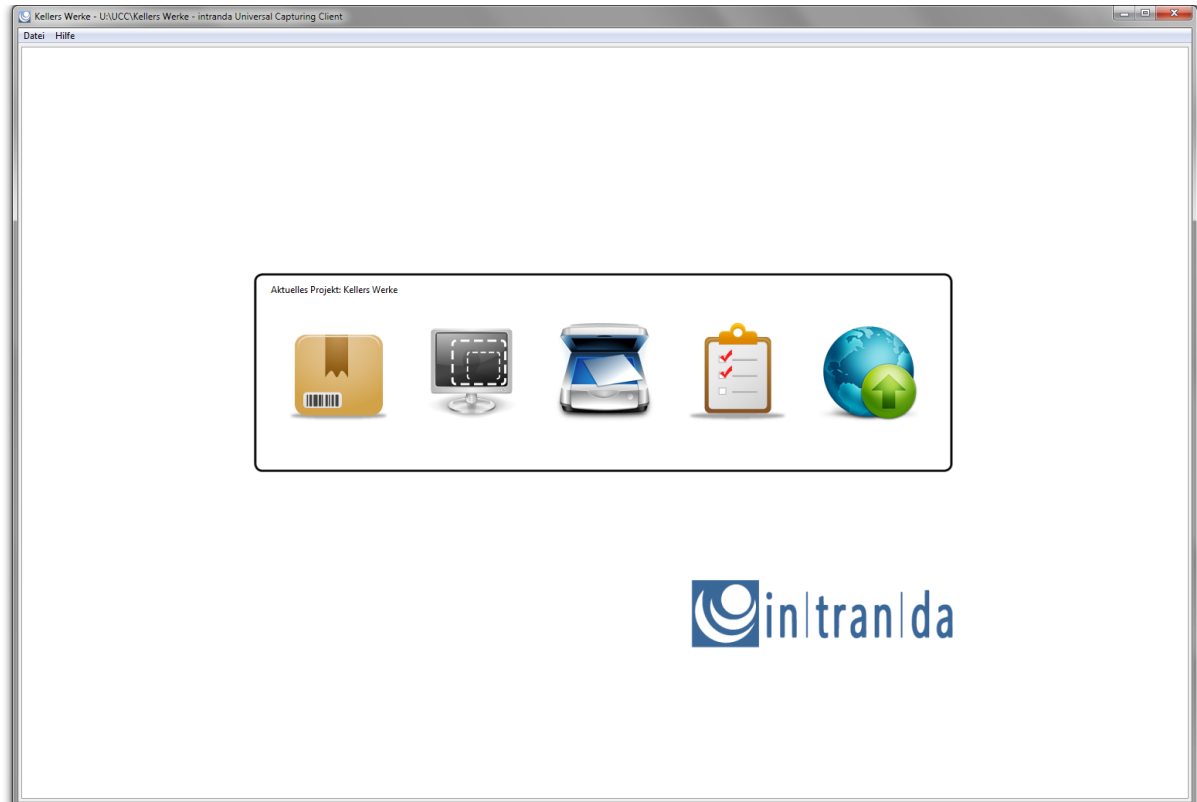 Kellers Werke - U:\UCC\Kellers Werke - intranda Universal Capturing Client
Datei Hilfe
Aktuelles Projekt: Kellers Werke
in|tran|da